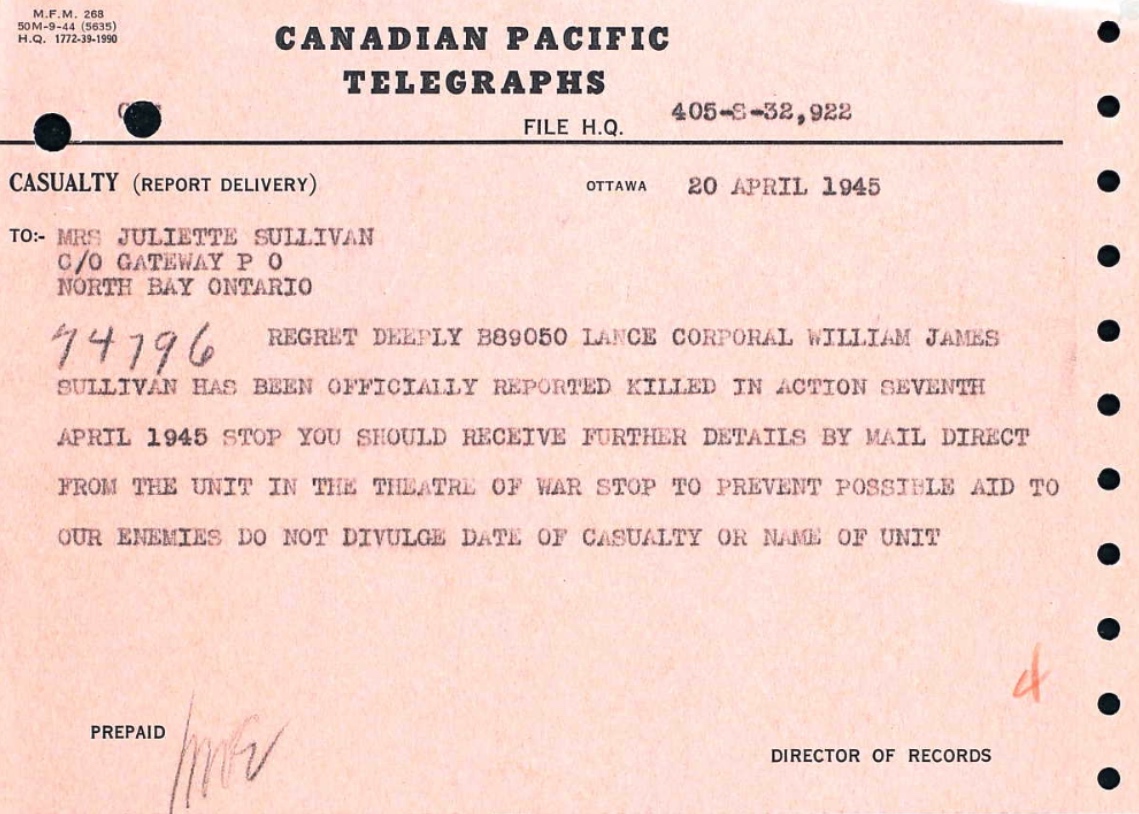 M.F.M. 268
50M-9-44 (5635)
H.Q. 1772-39-1990
CANADIAN PACIFIC
TELEGRAPHS
FILE H.Q. 405-S-32,922
CASUALTY (REPORT DELIVERY) OTTAWA 20 APRIL 1945
TO:- MRS JULIETTE SULLIVAN
C/O GATEWAY P O
NORTH BAY ONTARIO
74796 REGRET DEEPLY B89050 LANCE CORPORAL WILLIAM JAMES
SULLIVAN HAS BEEN OFFICIALLY REPORTED KILLED IN ACTION SEVENTH
APRIL 1945 STOP YOU SHOULD RECEIVE FURTHER DETAILS BY MAIL DIRECT
FROM THE UNIT IN THE THEATRE OF WAR STOP TO PREVENT POSSIBLE AID TO
OUR ENEMIES DO NOT DIVULGE DATE OF CASUALTY OR NAME OF UNIT
4
PREPAID
DIRECTOR OF RECORDS